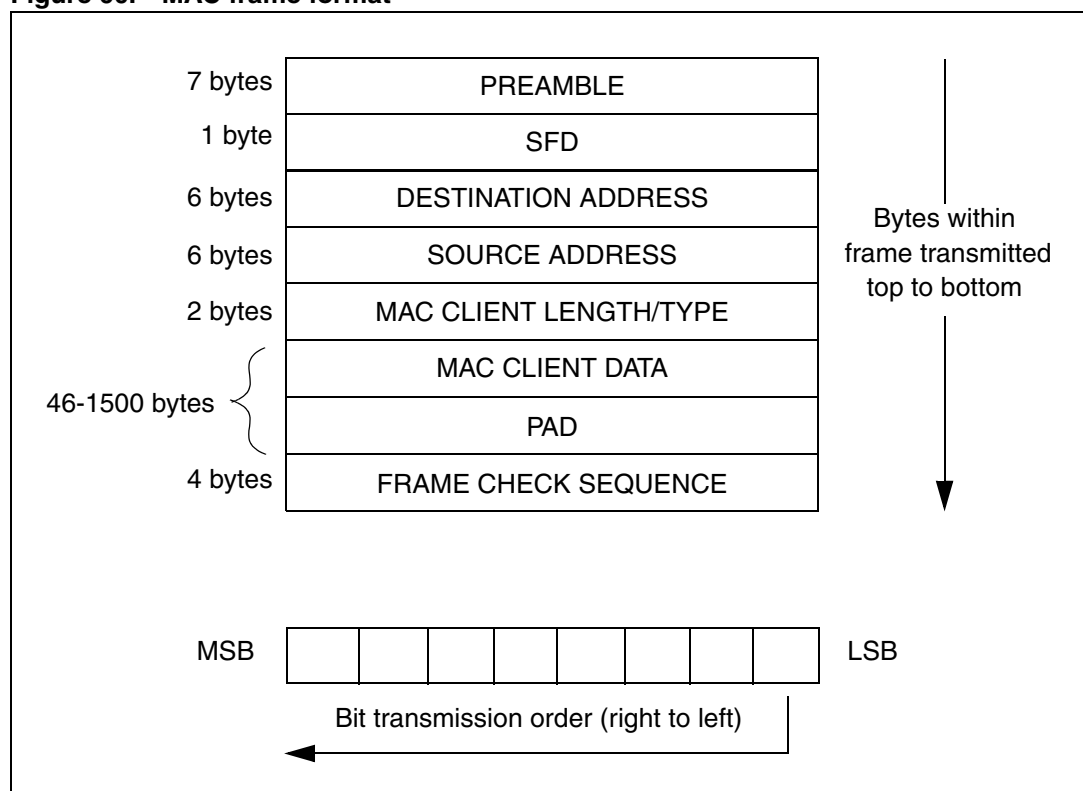 7 bytes PREAMBLE
1 byte SFD
6 bytes DESTINATION ADDRESS
6 bytes SOURCE ADDRESS
2 bytes MAC CLIENT LENGTH/TYPE
MAC CLIENT DATA
46-1500 bytes
PAD
4 bytes FRAME CHECK SEQUENCE
Bytes within
frame transmitted
top to bottom
MSB LSB
Bit transmission order (right to left)